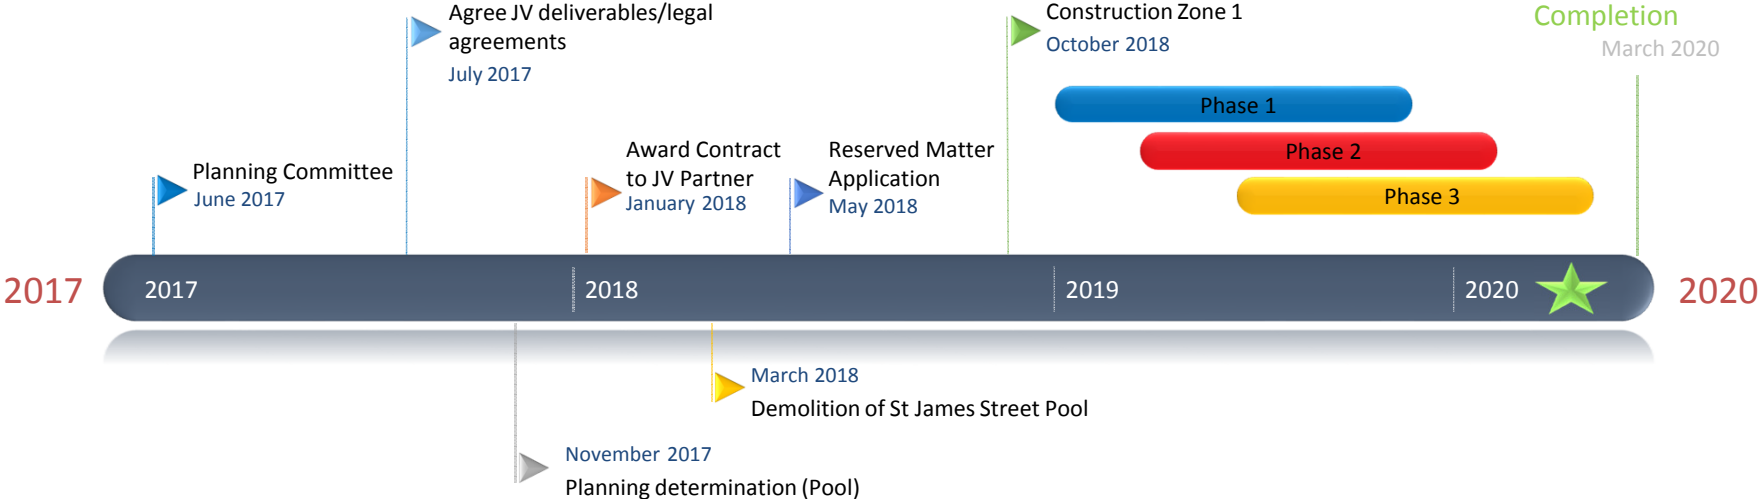 Agree JV deliverables/legal
agreements
July 2017
Construction Zone 1
October 2018
Completion
March 2020
Phase 1
Phase 2
Phase 3
Planning Committee
June 2017
Award Contract
to JV Partner
January 2018
Reserved Matter
Application
May 2018
2017
2017
2018
2019
2020
2020
March 2018
Demolition of St James Street Pool
November 2017
Planning determination (Pool)